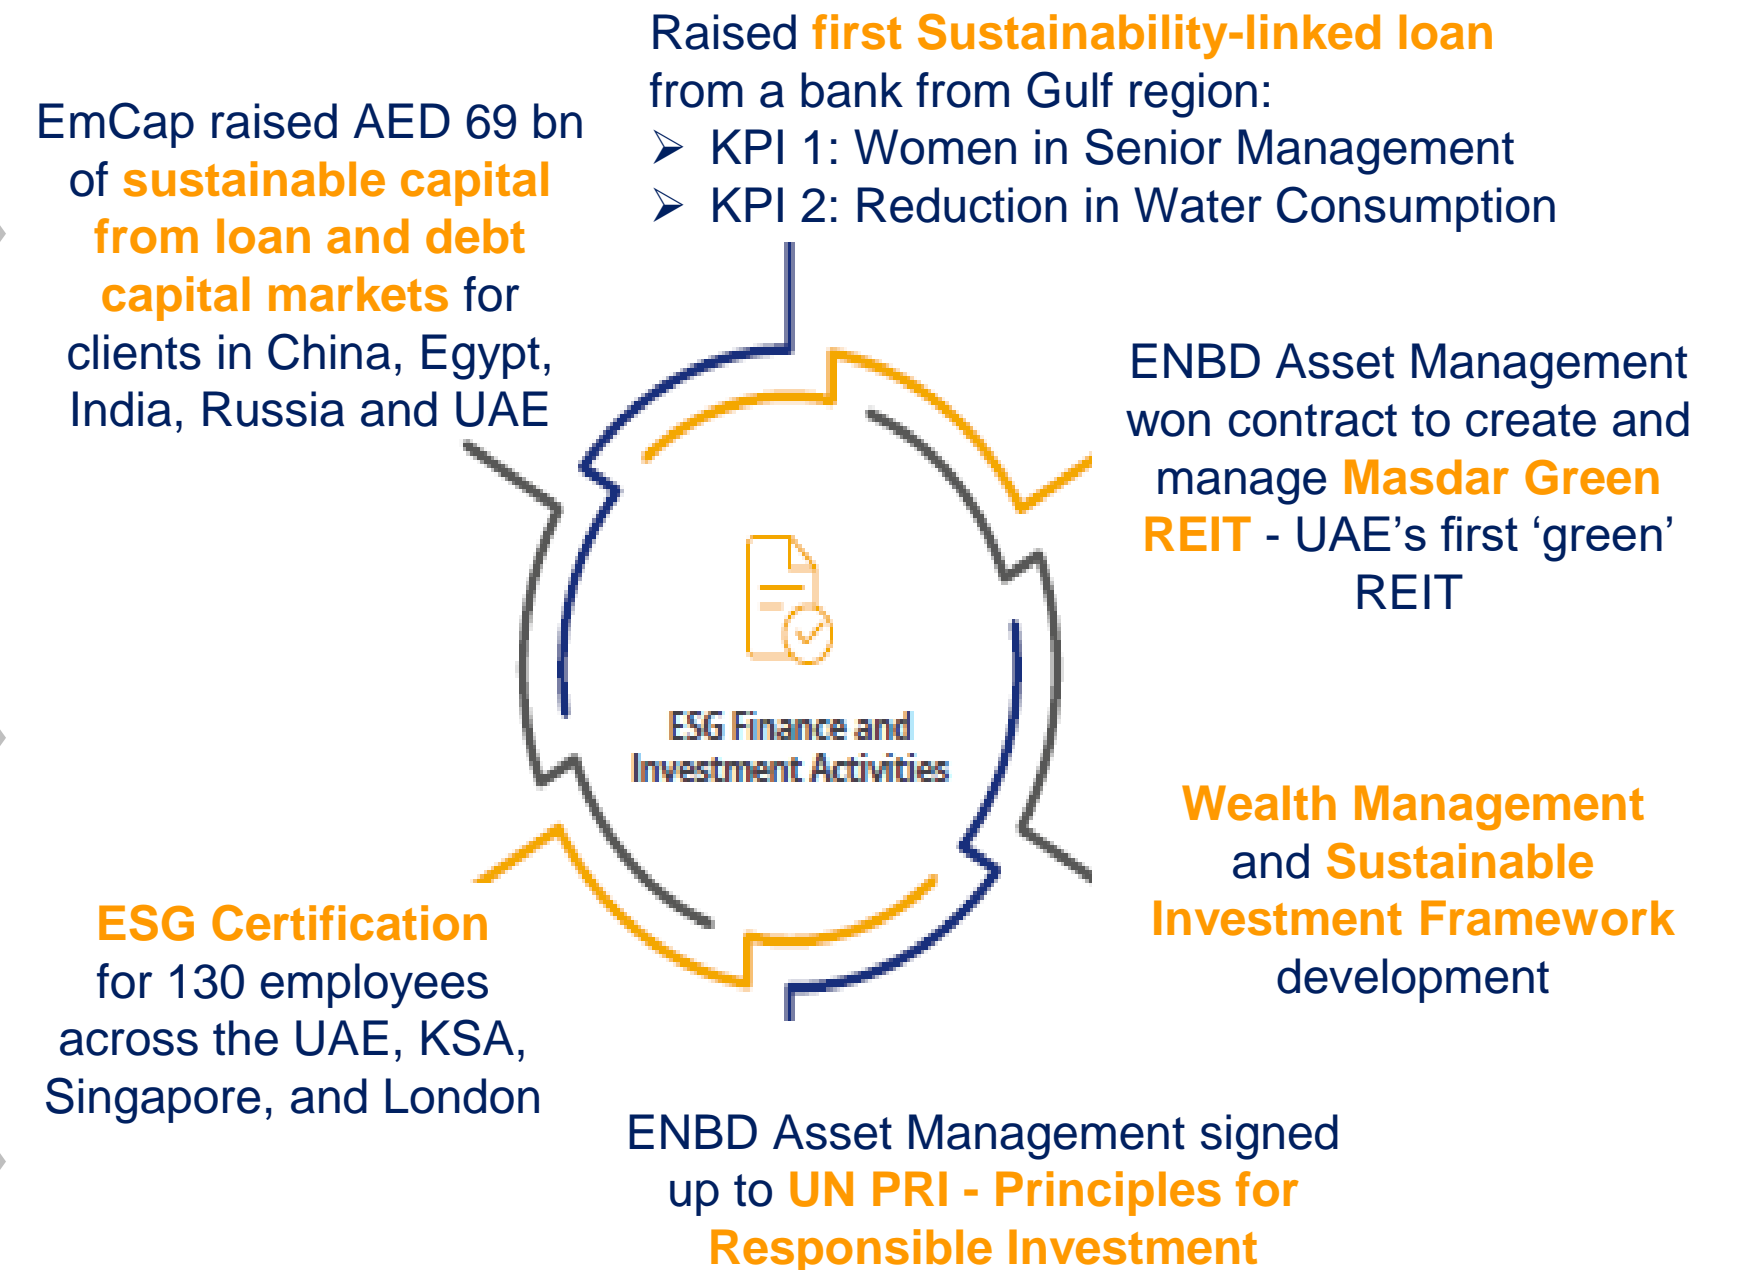 Raised first Sustainability-linked loan
from a bank from Gulf region:
➢ KPI 1: Women in Senior Management
➢ KPI 2: Reduction in Water Consumption
EmCap raised AED 69 bn
of sustainable capital
from loan and debt
capital markets for
clients in China, Egypt,
India, Russia and UAE
ENBD Asset Management
won contract to create and
manage Masdar Green
REIT - UAE’s first ‘green’
REIT
ESG Finance and
Investment Activities
Wealth Management
and Sustainable
Investment Framework
development
ESG Certification
for 130 employees
across the UAE, KSA,
Singapore, and London
ENBD Asset Management signed
up to UN PRI - Principles for
Responsible Investment